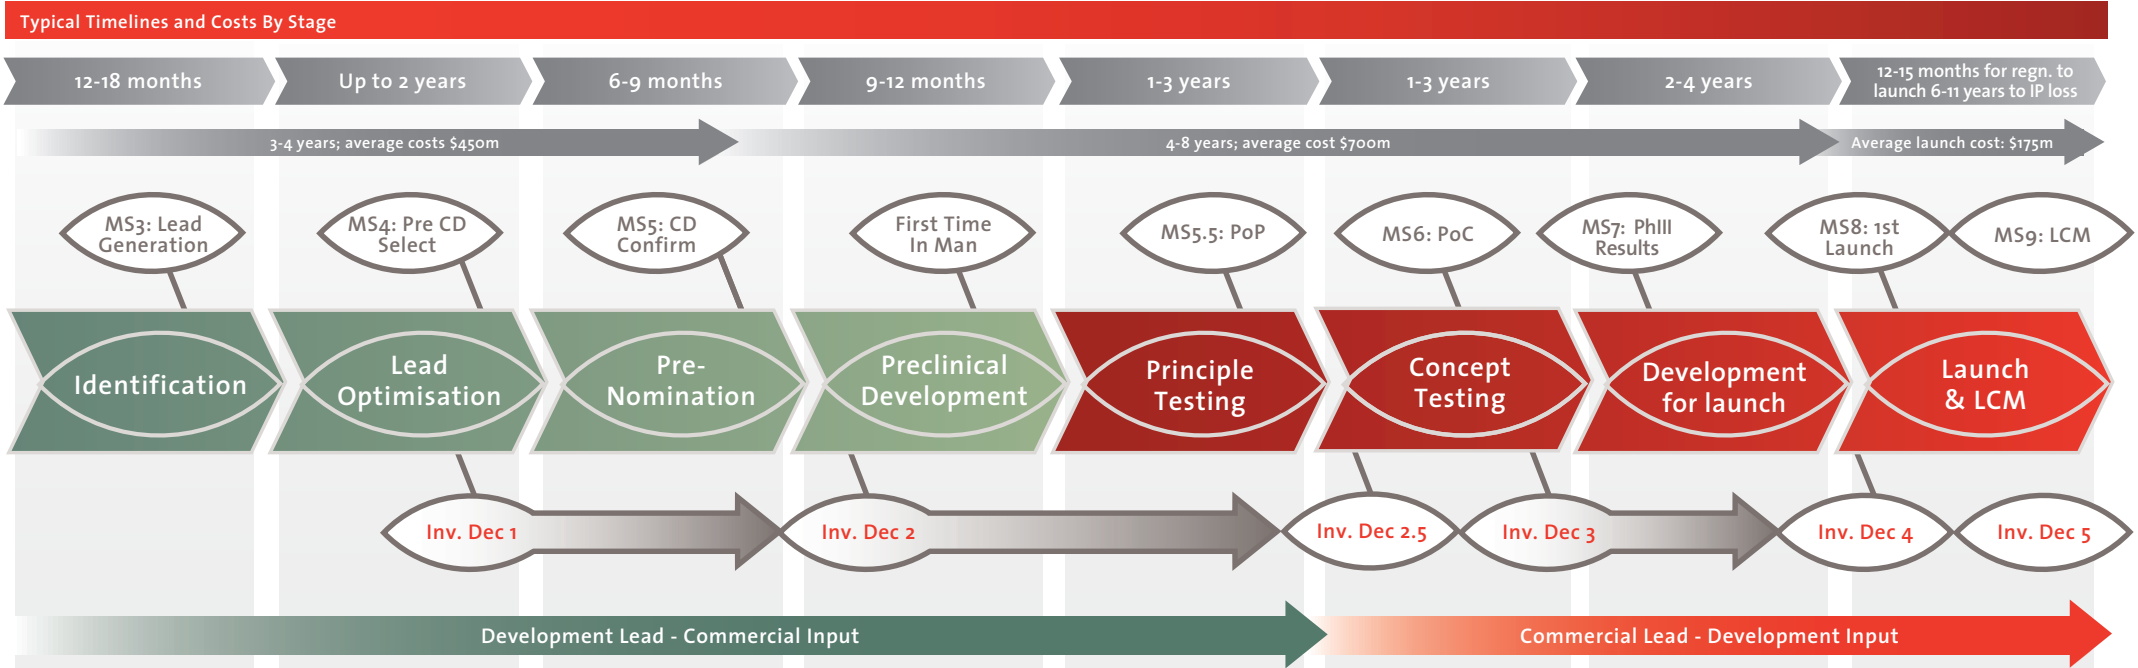 Typical Timelines and Costs By Stage
12-18 months
Up to 2 years
6-9 months
9-12 months
1-3 years
1-3 years
2-4 years
12-15 months for regn. to
launch 6-11 years to IP loss
3-4 years; average costs $450m
4-8 years; average cost $700m
Average launch cost: $175m
MS3: Lead
Generation
MS4: Pre CD
Select
MS5: CD
Confirm
First Time
In Man
MS5.5: PoP
MS6: PoC
MS7: PhIII
Results
MS8: 1st
Launch
MS9: LCM
Identification
Lead
Optimisation
Pre-
Nomination
Preclinical
Development
Principle
Testing
Concept
Testing
Development
for launch
Launch
& LCM
Inv. Dec 1
Inv. Dec 2
Inv. Dec 2.5
Inv. Dec 3
Inv. Dec 4
Inv. Dec 5
Development Lead - Commercial Input
Commercial Lead - Development Input